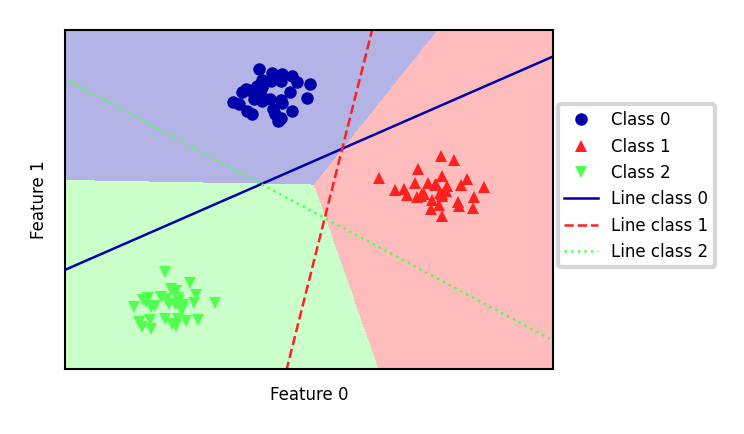 Feature 1
Feature 0
Class 0
Class 1
Class 2
Line class 0
Line class 1
Line class 2